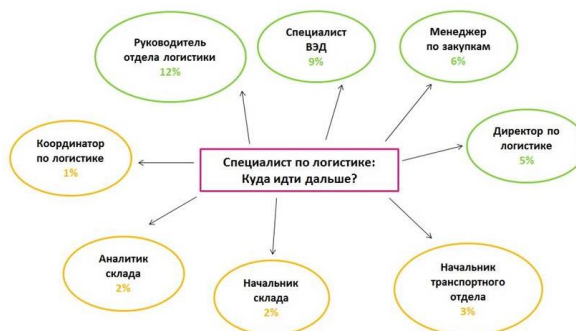 Руководитель
отдела логистики
12%
Специалист
ВЭД
9%
Менеджер
по закупкам
6%
Координатор
по логистике
1%
Специалист по логистике:
Куда идти дальше?
Директор по
логистике
5%
Аналитик
склада
2%
Начальник
склада
2%
Начальник
транспортного
отдела
3%